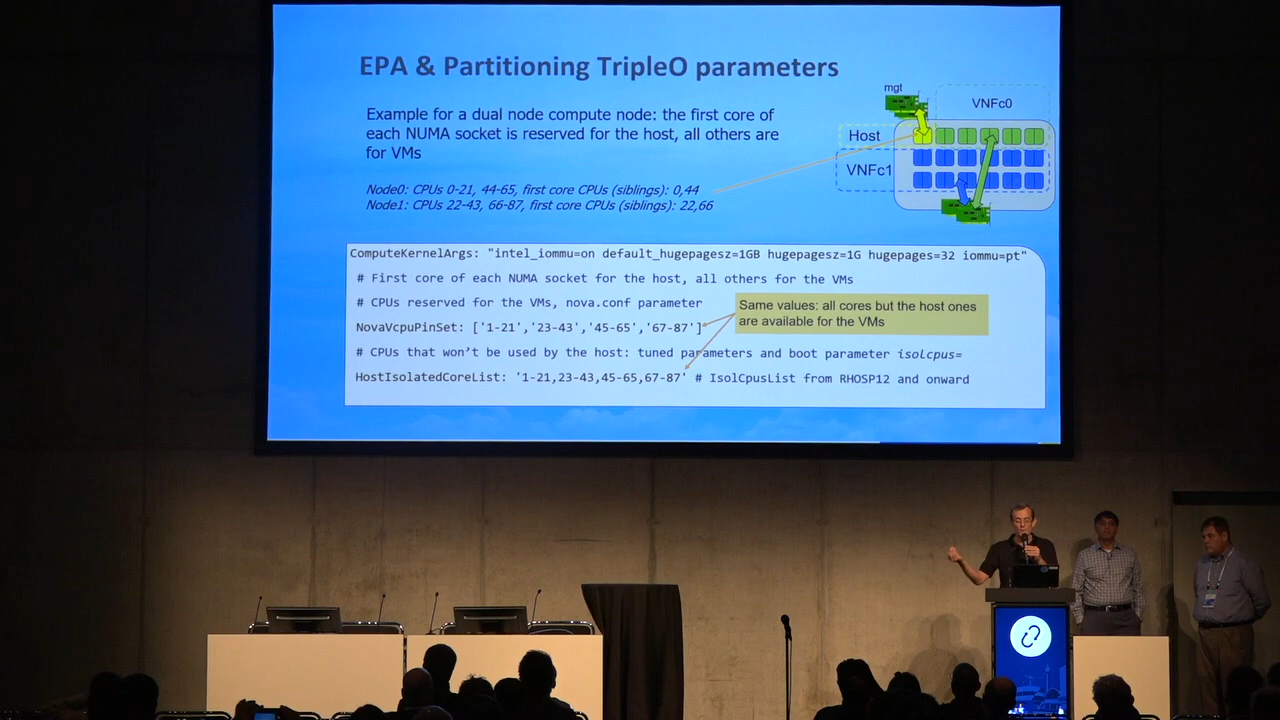 EPA & Partitioning TripleO parameters
mgt
VNFc0
Example for a dual node compute node: the first core of
each NUMA socket is reserved for the host, all others are
for VMs
Host
VNFc1
Node0: CPUs 0-21, 44-65, first core CPUs (siblings): 0,44
Node1: CPUs 22-43, 66-87, first core CPUs (siblings): 22,66
ComputeKernelArgs: "intel_iommu=on default_hugepagesz=1GB hugepagesz=1G hugepages=32 iommu=pt"
# First core of each NUMA socket for the host, all others for the VMs
# CPUs reserved for the VMs, nova.conf parameter
Same values: all cores but the host ones
are available for the VMs
NovaVcpuPinSet: ['1-21','23-43','45-65','67-87']
# CPUs that won't be used by the host: tuned parameters and boot parameter isolcpus=
HostIsolatedCoreList: '1-21,23-43,45-65,67-87' # IsolCpusList from RHOSP12 and onward